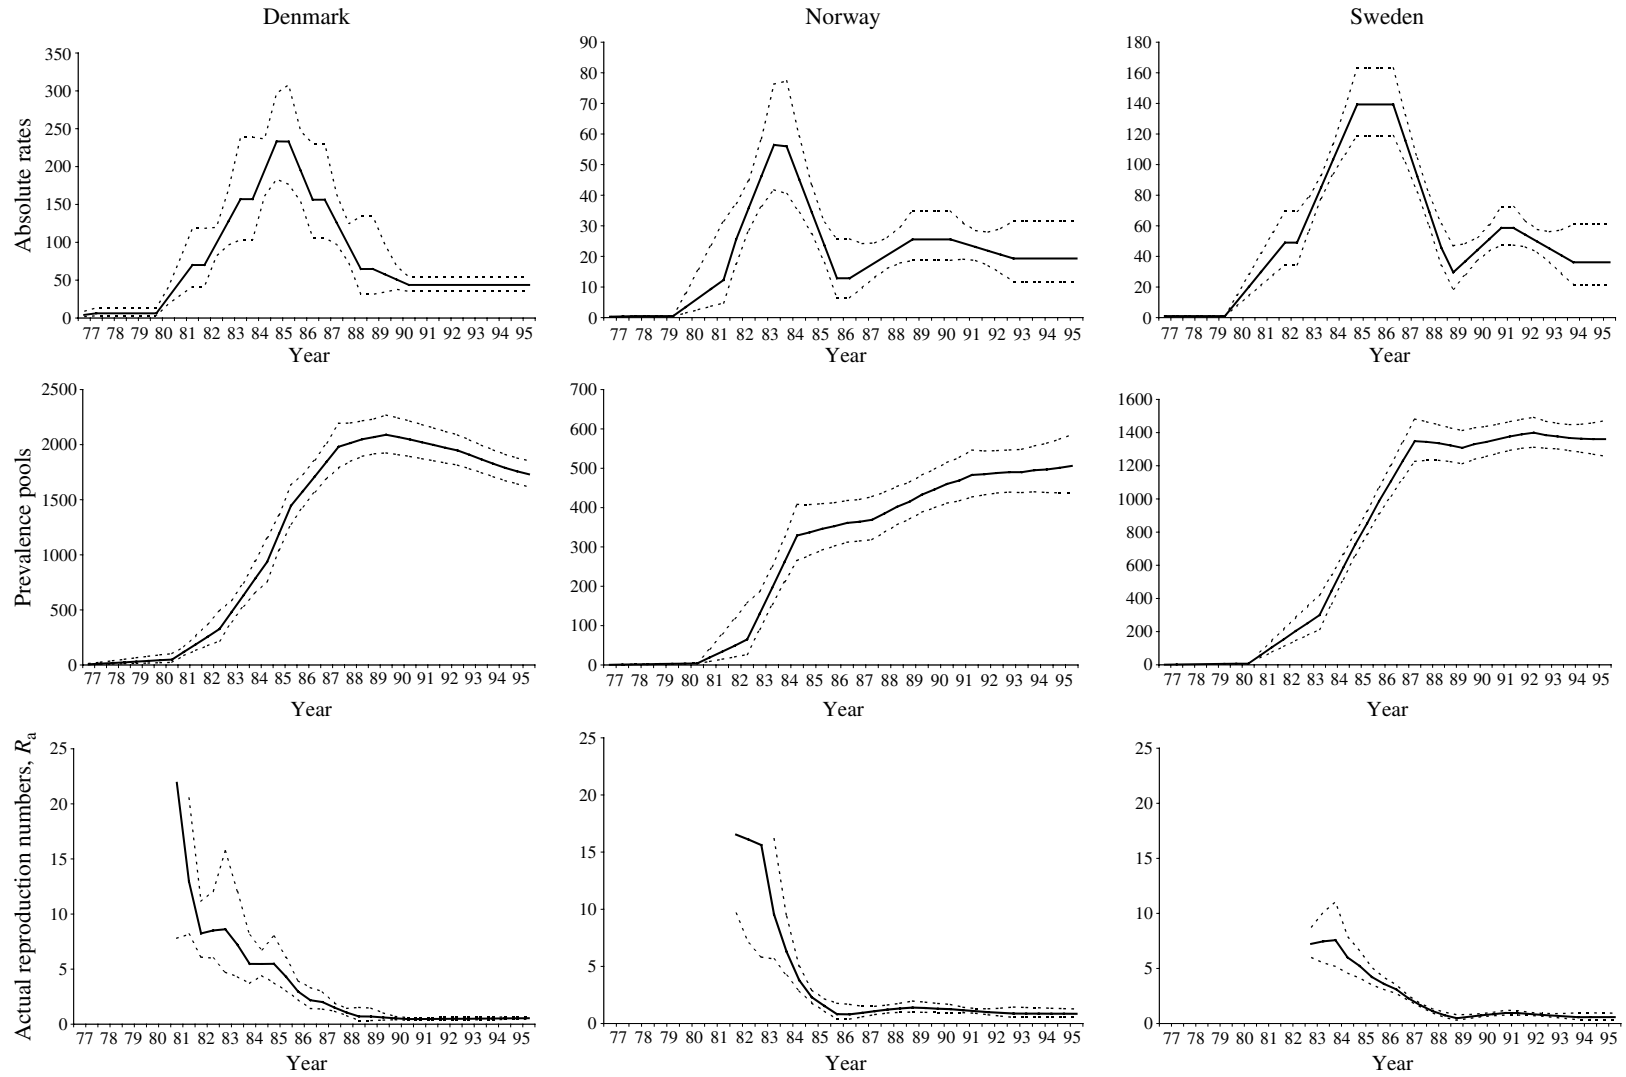 Denmark
Norway
Sweden
Absolute rates
350
300
250
200
150
100
50
0
77 78 79 80 81 82 83 84 85 86 87 88 89 90 91 92 93 94 95
Year
90
80
70
60
50
40
30
20
10
0
77 78 79 80 81 82 83 84 85 86 87 88 89 90 91 92 93 94 95
Year
180
160
140
120
100
80
60
40
20
0
77 78 79 80 81 82 83 84 85 86 87 88 89 90 91 92 93 94 95
Year
Prevalence pools
2500
2000
1500
1000
500
0
77 78 79 80 81 82 83 84 85 86 87 88 89 90 91 92 93 94 95
Year
700
600
500
400
300
200
100
0
77 78 79 80 81 82 83 84 85 86 87 88 89 90 91 92 93 94 95
Year
1600
1400
1200
1000
800
600
400
200
0
77 78 79 80 81 82 83 84 85 86 87 88 89 90 91 92 93 94 95
Year
Actual reproduction numbers, Ra
25
20
15
10
5
0
77 78 79 80 81 82 83 84 85 86 87 88 89 90 91 92 93 94 95
Year
25
20
15
10
5
0
77 78 79 80 81 82 83 84 85 86 87 88 89 90 91 92 93 94 95
Year
25
20
15
10
5
0
77 78 79 80 81 82 83 84 85 86 87 88 89 90 91 92 93 94 95
Year